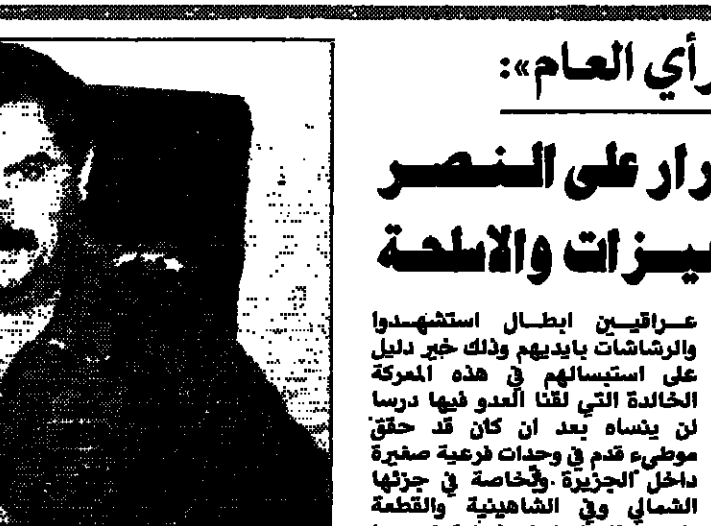 رأي العام»:
رار على النصر
يزات والاسلحة
عراقيين ابطال استشهدوا
والرشاشات بايديهم وذلك خير دليل
على استبسالهم في هذه المعركة
الخالدة التي لقنا العدو فيها درسا
لن ينساه بعد ان كان قد حقق
موطيء قدم في وحدات فرعية صغيرة
داخل الجزيرة وبخاصة في جزئها
الشمالي وفي الشاهينية والقطعة